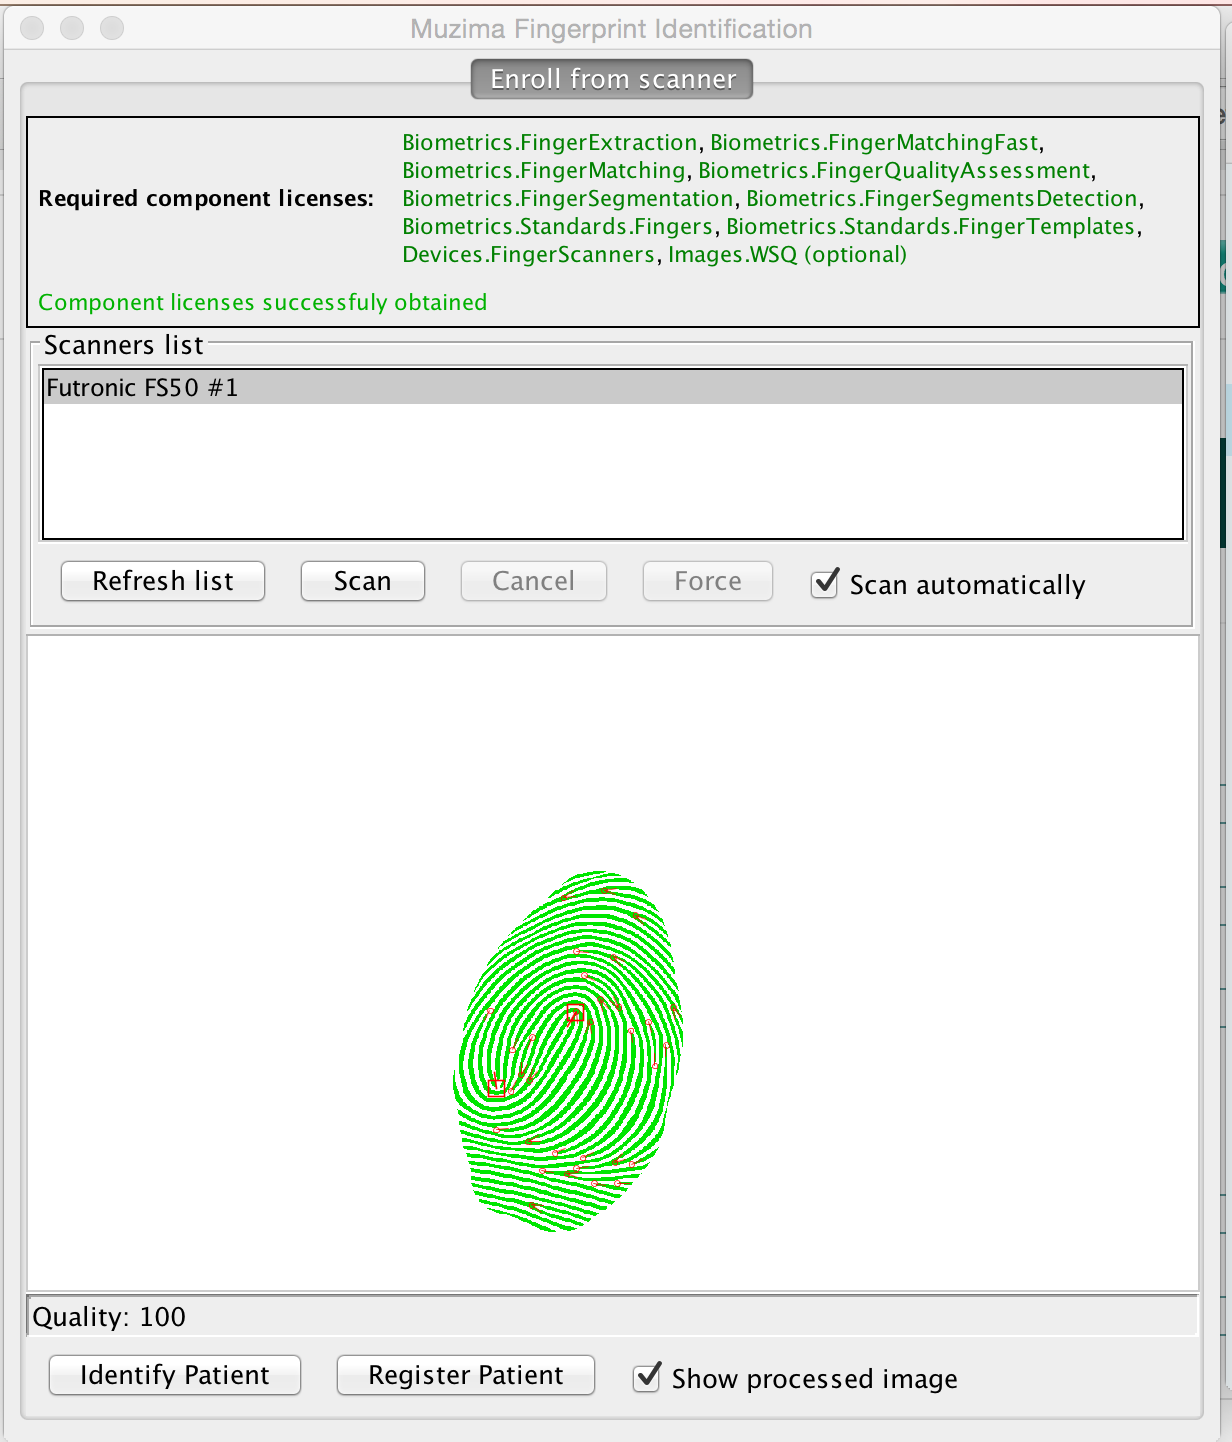 Muzima Fingerprint Identification
Enroll from scanner
Required component licenses:
Biometrics.FingerExtraction, Biometrics.FingerMatchingFast,
Biometrics.FingerMatching, Biometrics.FingerQualityAssessment,
Biometrics.FingerSegmentation, Biometrics.FingerSegmentsDetection,
Biometrics.Standards.Fingers, Biometrics.Standards.FingerTemplates,
Devices.FingerScanners, Images.WSQ (optional)
Component licenses successfuly obtained
Scanners list
Futronic FS50 #1
Refresh list Scan Cancel Force Scan automatically
Quality: 100
Identify Patient Register Patient Show processed image